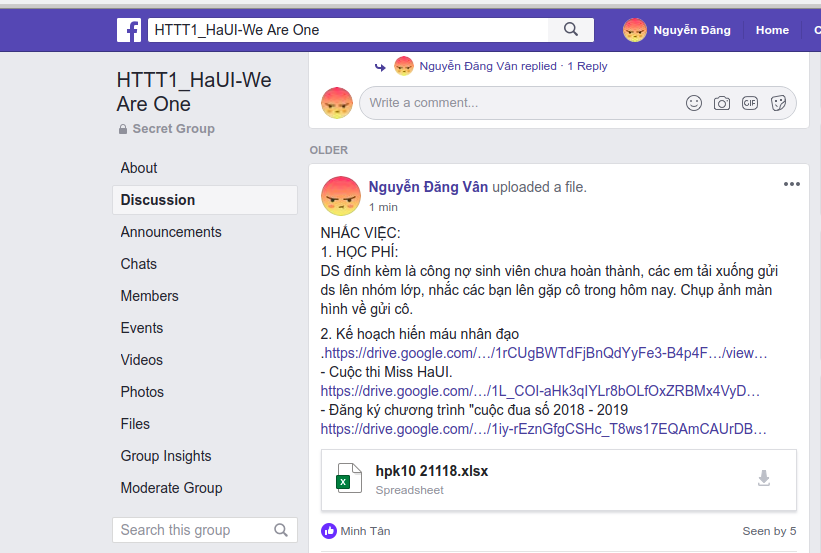 HTTT1_HaUI-We Are One
Nguyễn Đăng
Home
HTTT1_HaUI-We
Are One
Secret Group
About
Discussion
Announcements
Chats
Members
Events
Videos
Photos
Files
Group Insights
Moderate Group
Search this group
Nguyễn Đăng Vân replied · 1 Reply
Write a comment...
GIF
OLDER
Nguyễn Đăng Vân uploaded a file.
1 min
NHẮC VIỆC:
1. HỌC PHÍ:
DS đính kèm là công nợ sinh viên chưa hoàn thành, các em tải xuống gửi
ds lên nhóm lớp, nhắc các bạn lên gặp cô trong hôm nay. Chụp ảnh màn
hình về gửi cô.
2. Kế hoạch hiến máu nhân đạo
.https://drive.google.com/…/1rCUgBWTdFjBnQdYyFe3-B4p4F…/view…
- Cuộc thi Miss HaUI.
https://drive.google.com/…/1L_COI-aHk3qIYLr8bOLfOxZRBMx4VyD…
- Đăng ký chương trình "cuộc đua số 2018 - 2019
https://drive.google.com/…/1iy-rEznGfgCSHc_T8ws17EQAmCAUrDB…
hpk10 21118.xlsx
Spreadsheet
Minh Tân
Seen by 5